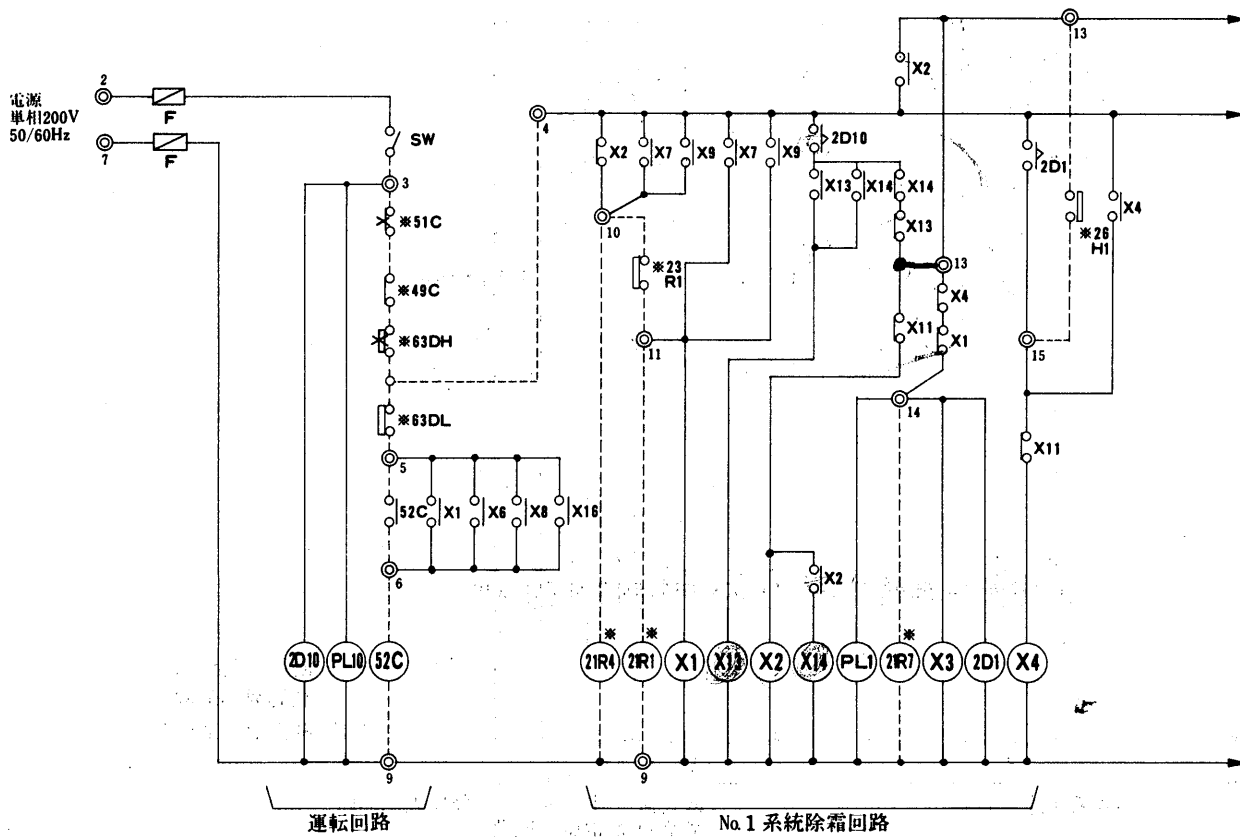 13
2
電源
単相200V
50/60Hz
F
7
F
SW
4
X2
3
※51C
X2
X7
X9
X7
X9
2D10
2D1
X13
X14
X14
X13
※26
H1
X4
10
※49C
※23
R1
13
X4
※63DH
11
X11
X1
15
※63DL
14
5
X11
52C
X1
X6
X8
X16
6
X2
※
※
※
2D10
PL10
52C
21R4
21R1
X1
X13
X2
X14
PL1
21R7
X3
2D1
X4
9
9
運転回路
No.1系統除霜回路